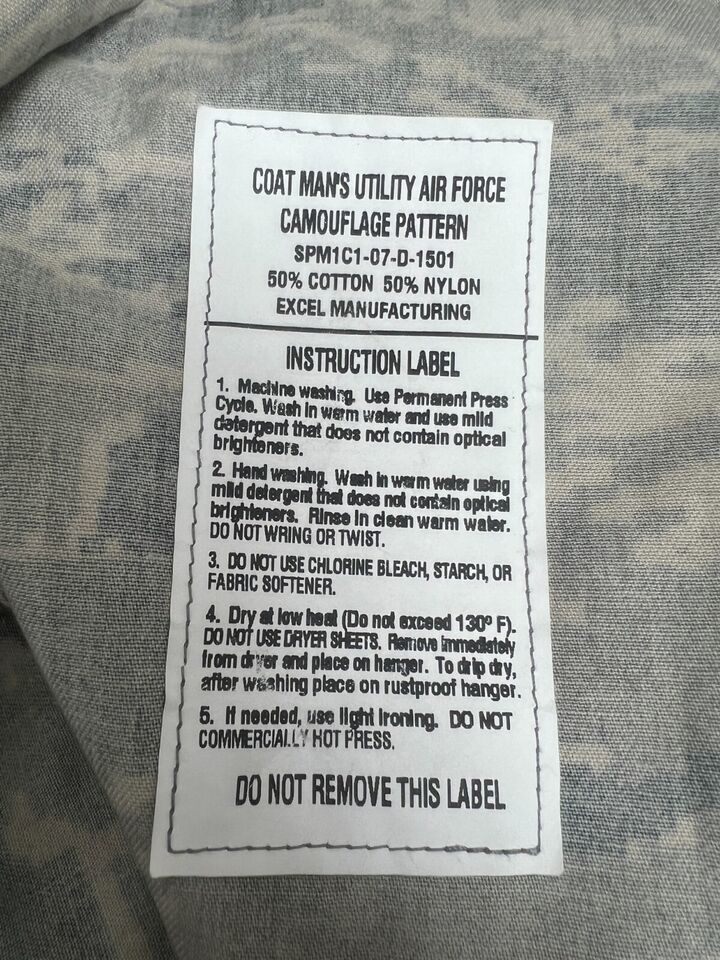 COAT MAN'S UTILITY AIR FORCE
CAMOUFLAGE PATTERN
SPM1C1-07-D-1501
50% COTTON 50% NYLON
EXCEL MANUFACTURING
INSTRUCTION LABEL
1. Machine washing. Use Permanent Press
Cycle. Wash in warm water and use mild
detergent that does not contain optical
brighteners.
2. Hand washing. Wash in warm water using
mild detergent that does not contain optical
brighteners. Rinse in clean warm water.
DO NOT WRING OR TWIST.
3. DO NOT USE CHLORINE BLEACH, STARCH, OR
FABRIC SOFTENER.
4. Dry at low heat (Do not exceed 130° F).
DO NOT USE DRYER SHEETS. Remove immediately
from dryer and place on hanger. To drip dry,
after washing place on rustproof hanger.
5. If needed, use light ironing. DO NOT
COMMERCIALLY HOT PRESS.
DO NOT REMOVE THIS LABEL